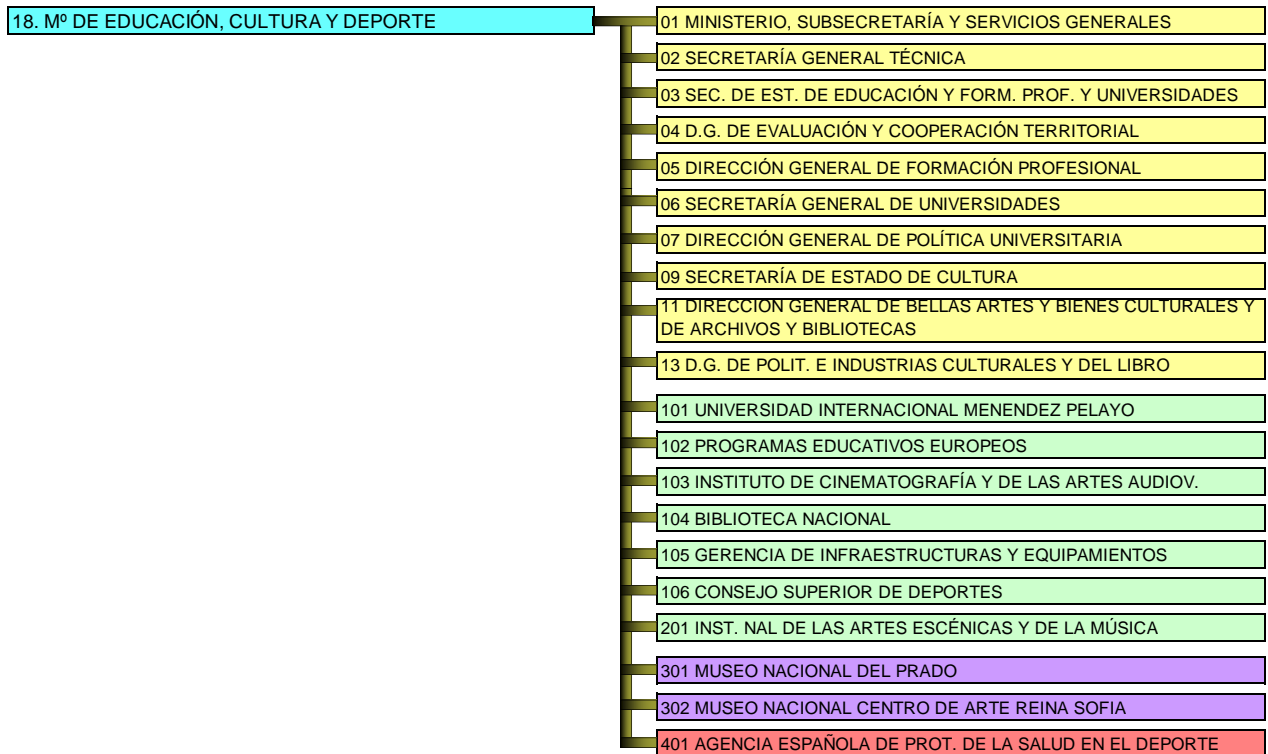 18. Mº DE EDUCACIÓN, CULTURA Y DEPORTE
01 MINISTERIO, SUBSECRETARÍA Y SERVICIOS GENERALES
02 SECRETARÍA GENERAL TÉCNICA
03 SEC. DE EST. DE EDUCACIÓN Y FORM. PROF. Y UNIVERSIDADES
04 D.G. DE EVALUACIÓN Y COOPERACIÓN TERRITORIAL
05 DIRECCIÓN GENERAL DE FORMACIÓN PROFESIONAL
06 SECRETARÍA GENERAL DE UNIVERSIDADES
07 DIRECCIÓN GENERAL DE POLÍTICA UNIVERSITARIA
09 SECRETARÍA DE ESTADO DE CULTURA
11 DIRECCIÓN GENERAL DE BELLAS ARTES Y BIENES CULTURALES Y
DE ARCHIVOS Y BIBLIOTECAS
13 D.G. DE POLIT. E INDUSTRIAS CULTURALES Y DEL LIBRO
101 UNIVERSIDAD INTERNACIONAL MENENDEZ PELAYO
102 PROGRAMAS EDUCATIVOS EUROPEOS
103 INSTITUTO DE CINEMATOGRAFÍA Y DE LAS ARTES AUDIOV.
104 BIBLIOTECA NACIONAL
105 GERENCIA DE INFRAESTRUCTURAS Y EQUIPAMIENTOS
106 CONSEJO SUPERIOR DE DEPORTES
201 INST. NAL DE LAS ARTES ESCÉNICAS Y DE LA MÚSICA
301 MUSEO NACIONAL DEL PRADO
302 MUSEO NACIONAL CENTRO DE ARTE REINA SOFIA
401 AGENCIA ESPAÑOLA DE PROT. DE LA SALUD EN EL DEPORTE